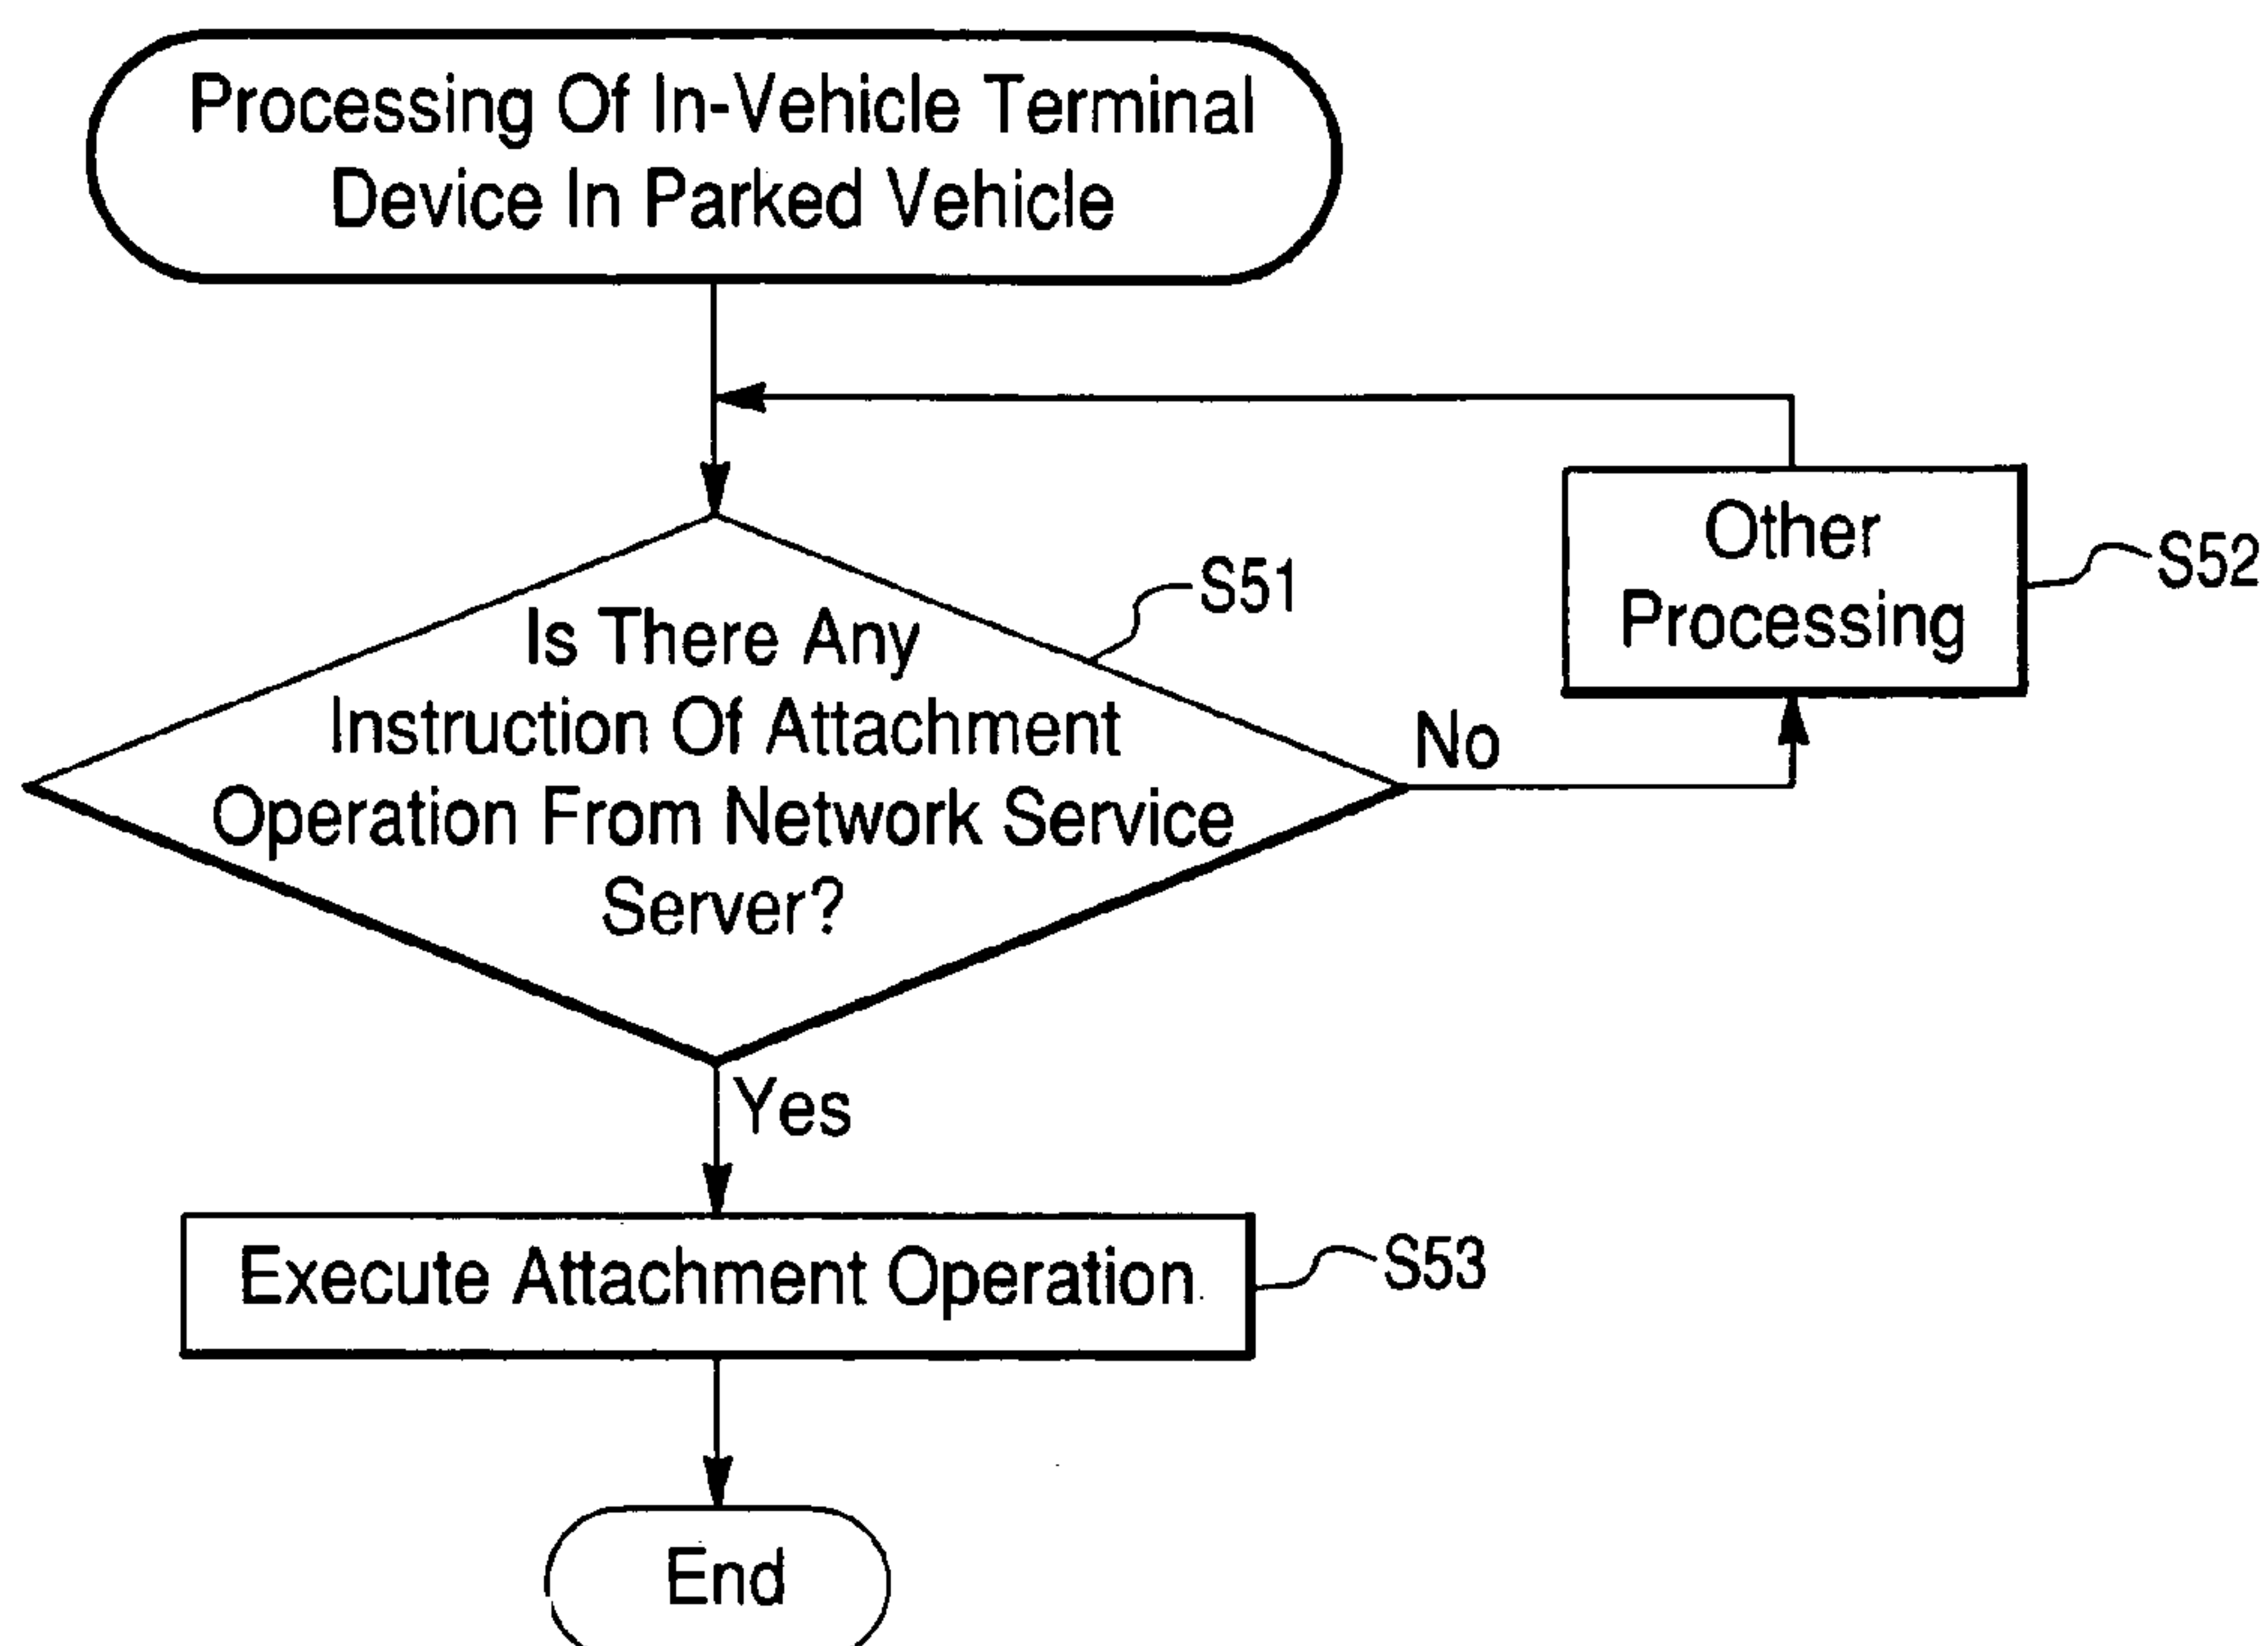 Processing Of In-Vehicle Terminal
Device In Parked Vehicle
Is There Any
Instruction Of Attachment
Operation From Network Service
Server?
S51
No
Other
Processing
S52
Yes
Execute Attachment Operation
S53
End